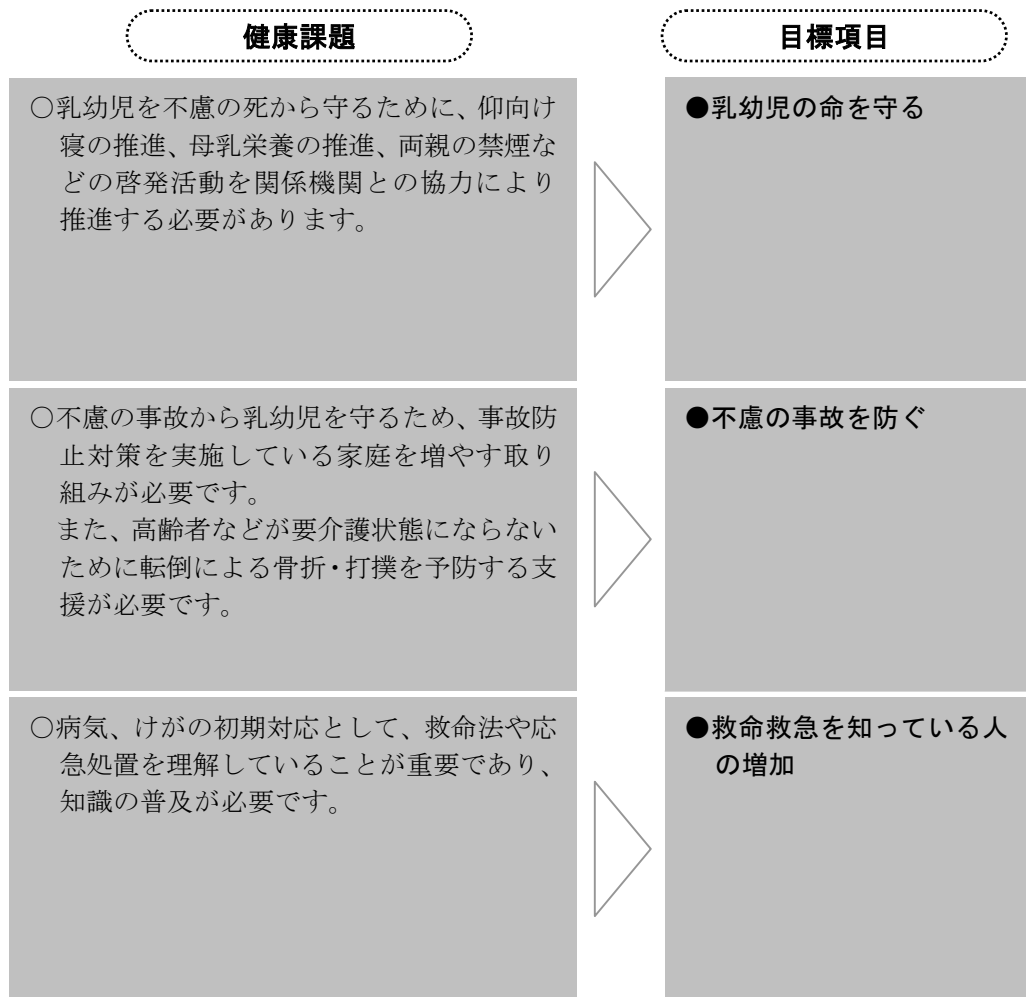 健康課題
目標項目
○乳幼児を不慮の死から守るために、仰向け
寝の推進、母乳栄養の推進、両親の禁煙な
どの啓発活動を関係機関との協力により
推進する必要があります。
●乳幼児の命を守る
○不慮の事故から乳幼児を守るため、事故防
止対策を実施している家庭を増やす取り
組みが必要です。
また、高齢者などが要介護状態にならない
ために転倒による骨折・打撲を予防する支
援が必要です。
●不慮の事故を防ぐ
○病気、けがの初期対応として、救命法や応
急処置を理解していることが重要であり、
知識の普及が必要です。
●救命救急を知っている人
の増加